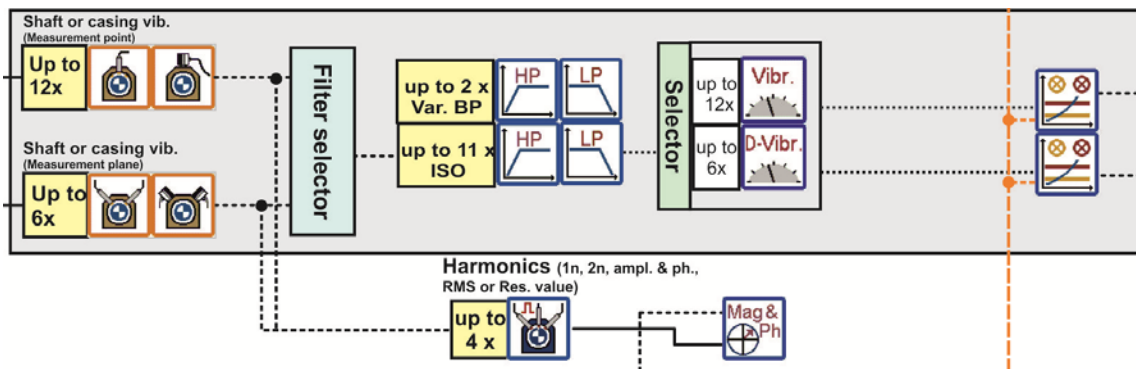 Shaft or casing vib.
(Measurement point)
Up to
12x
Shaft or casing vib.
(Measurement plane)
Up to
6x
Filter selector
up to 2 x
Var. BP
HP
LP
up to 11 x
ISO
HP
LP
Selector
up to
12x
Vibr.
up to
6x
D-Vibr.
Harmonics (1n, 2n, ampl. & ph.,
RMS or Res. value)
up to
4 x
Mag &
Ph